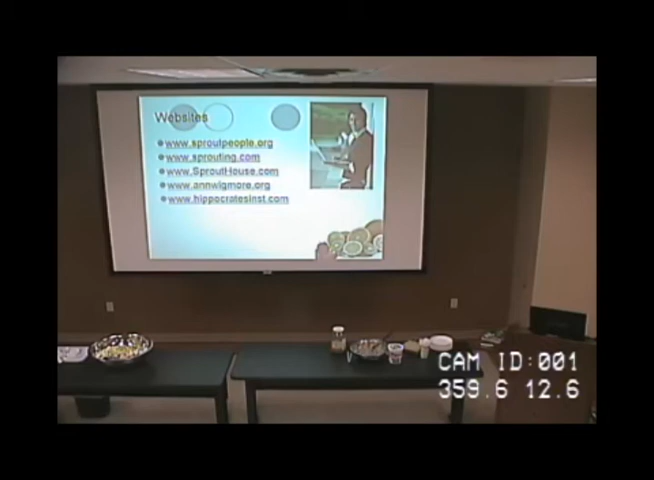 Websites
www.sproutpeople.org
www.sprouting.com
www.SproutHouse.com
www.annwigmore.org
www.hippocratesinst.com
CAM ID:001
359.6 12.6